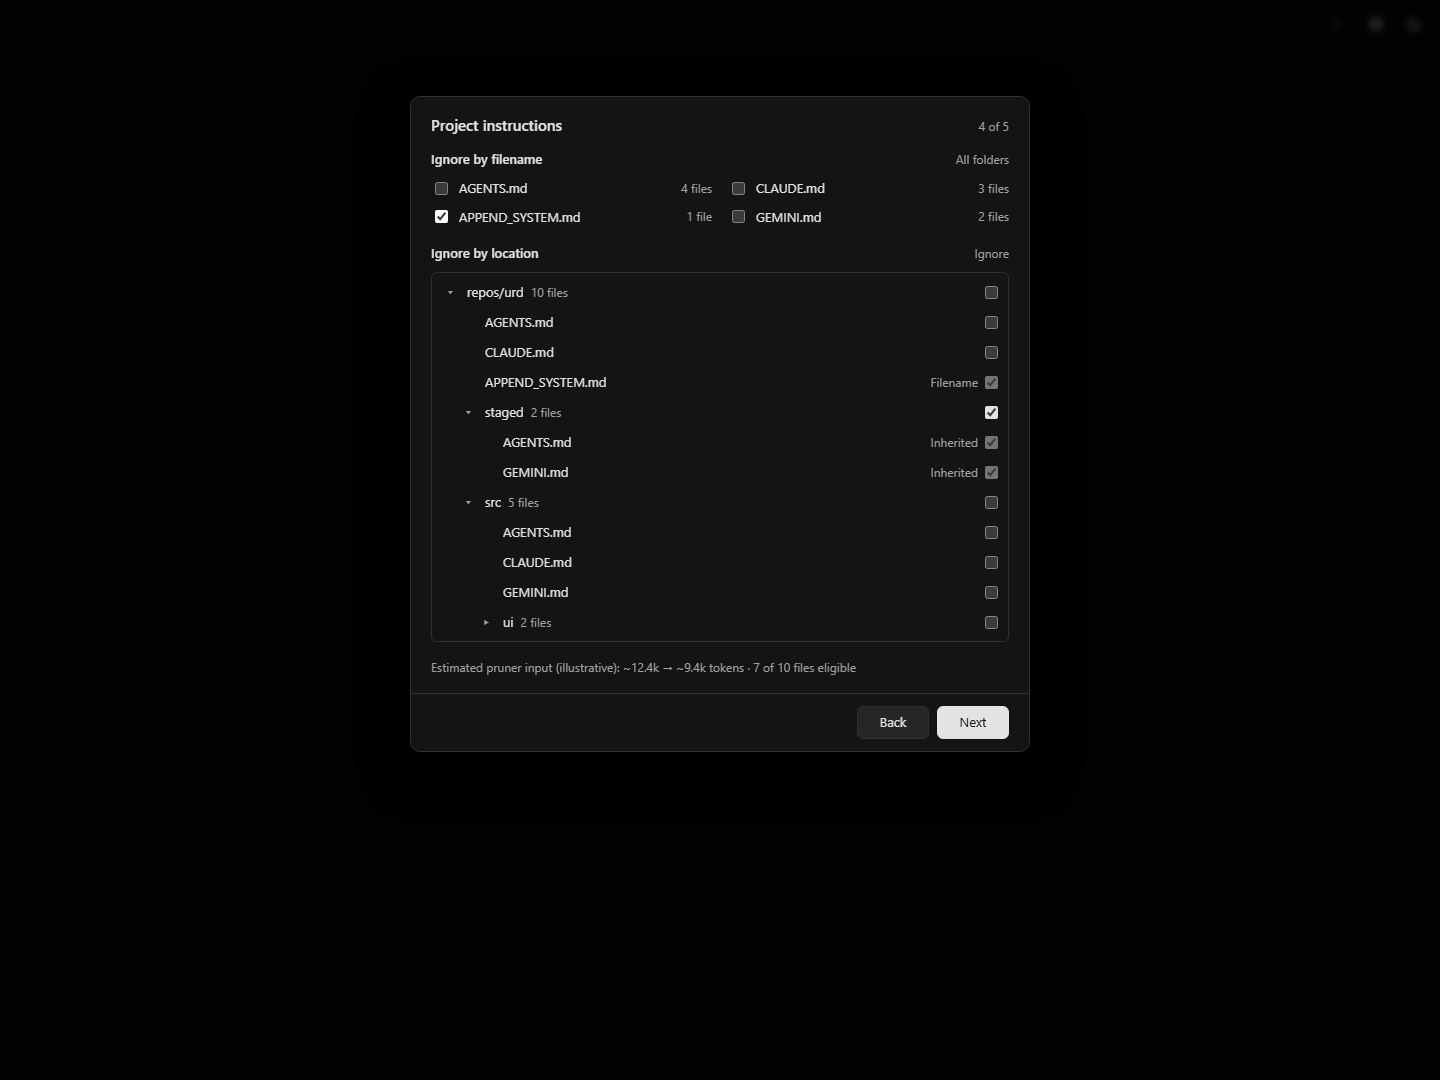 Project instructions 4 of 5
Ignore by filename All folders
AGENTS.md 4 files CLAUDE.md 3 files
APPEND_SYSTEM.md 1 file GEMINI.md 2 files
Ignore by location Ignore
repos/urd 10 files
AGENTS.md
CLAUDE.md
APPEND_SYSTEM.md Filename
staged 2 files
AGENTS.md Inherited
GEMINI.md Inherited
src 5 files
AGENTS.md
CLAUDE.md
GEMINI.md
ui 2 files
Estimated pruner input (illustrative): ~12.4k → ~9.4k tokens · 7 of 10 files eligible
Back Next